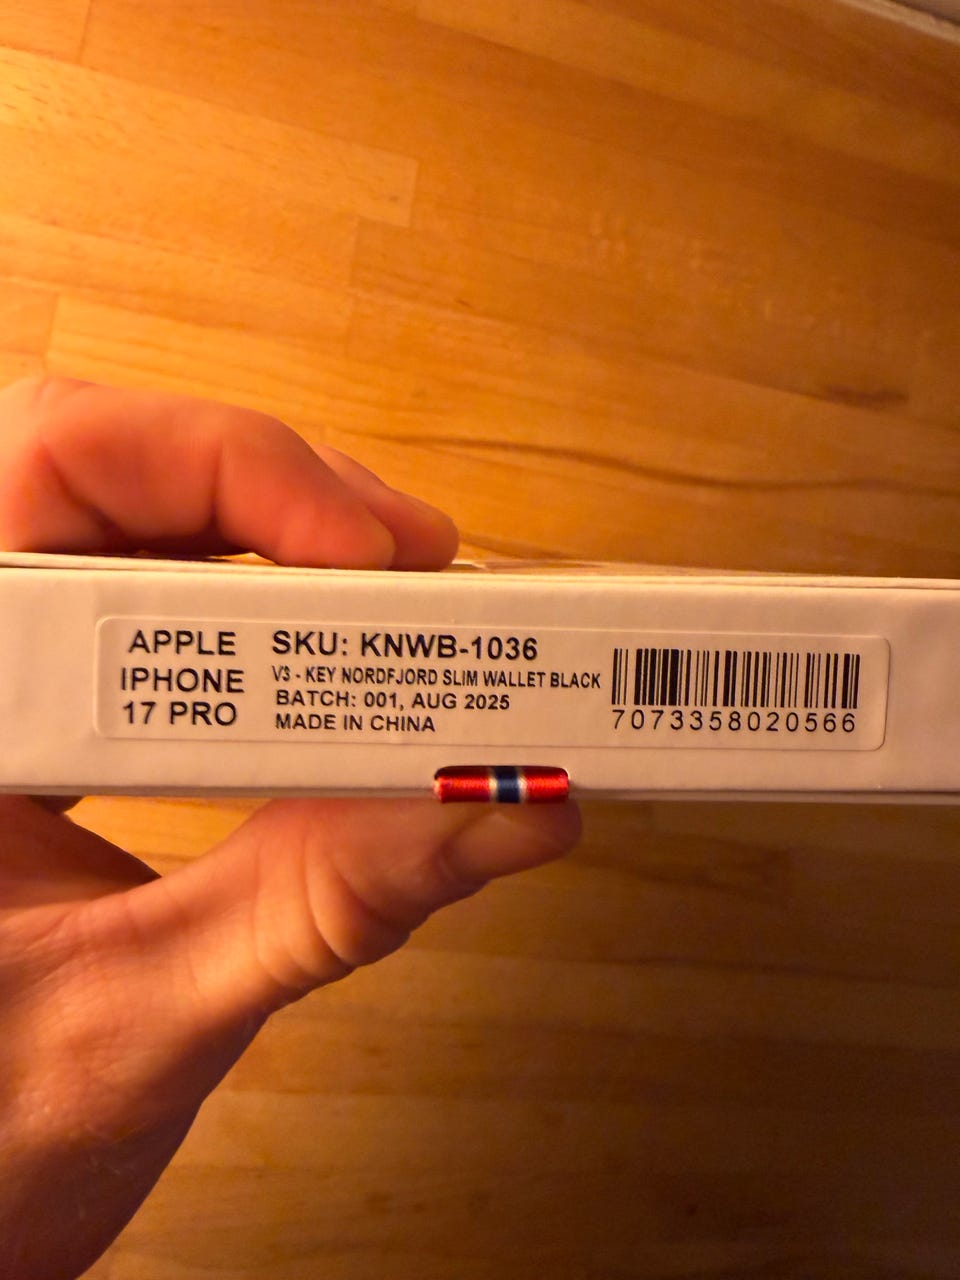 APPLE
IPHONE
17 PRO
SKU: KNWB-1036
V3 - KEY NORDFJORD SLIM WALLET BLACK
BATCH: 001, AUG 2025
MADE IN CHINA
7073358020566